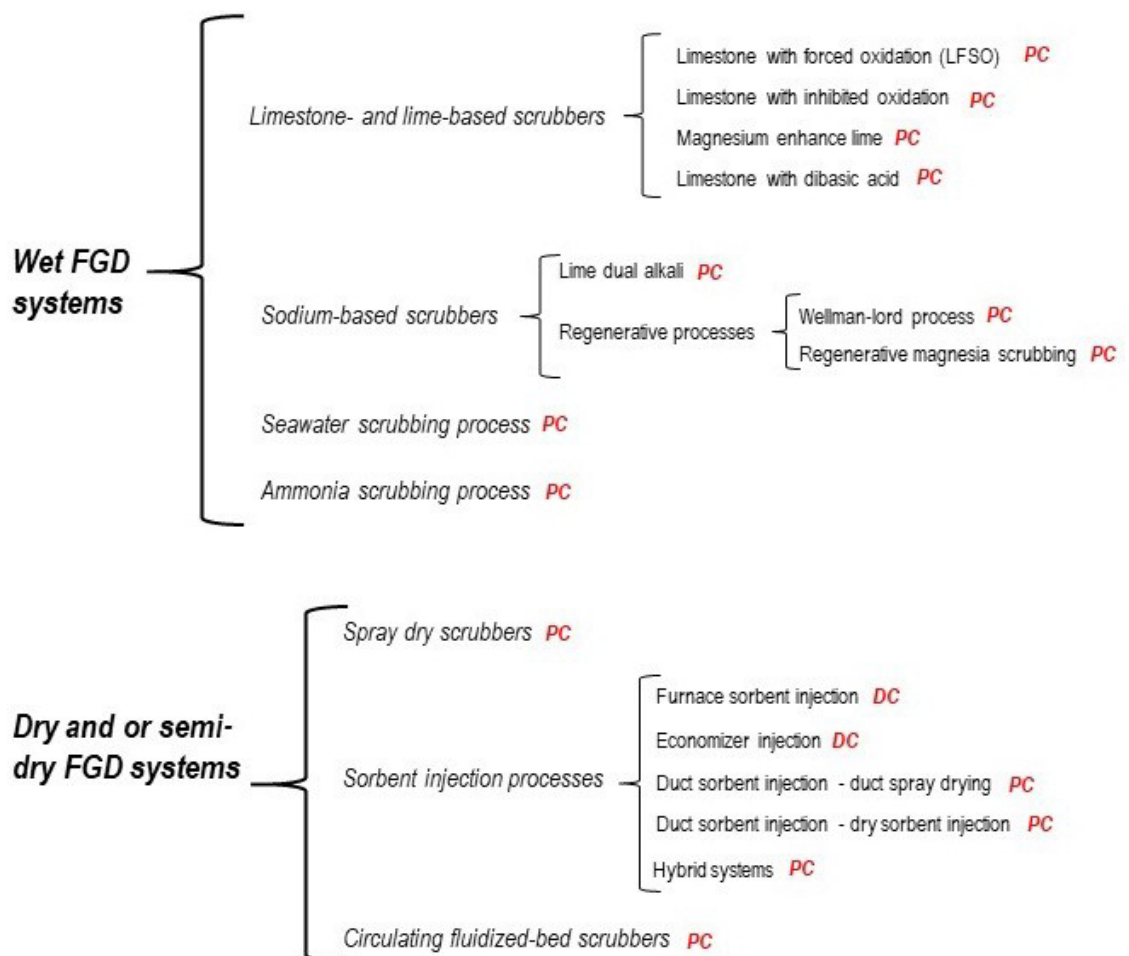 Limestone with forced oxidation (LFSO) PC
Limestone with inhibited oxidation PC
Limestone- and lime-based scrubbers
Magnesium enhance lime PC
Limestone with dibasic acid PC
Wet FGD
systems
Lime dual alkali PC
Sodium-based scrubbers
Wellman-lord process PC
Regenerative processes
Regenerative magnesia scrubbing PC
Seawater scrubbing process PC
Ammonia scrubbing process PC
Spray dry scrubbers PC
Dry and or semi-
dry FGD systems
Furnace sorbent injection DC
Economizer injection DC
Sorbent injection processes
Duct sorbent injection - duct spray drying PC
Duct sorbent injection - dry sorbent injection PC
Hybrid systems PC
Circulating fluidized-bed scrubbers PC